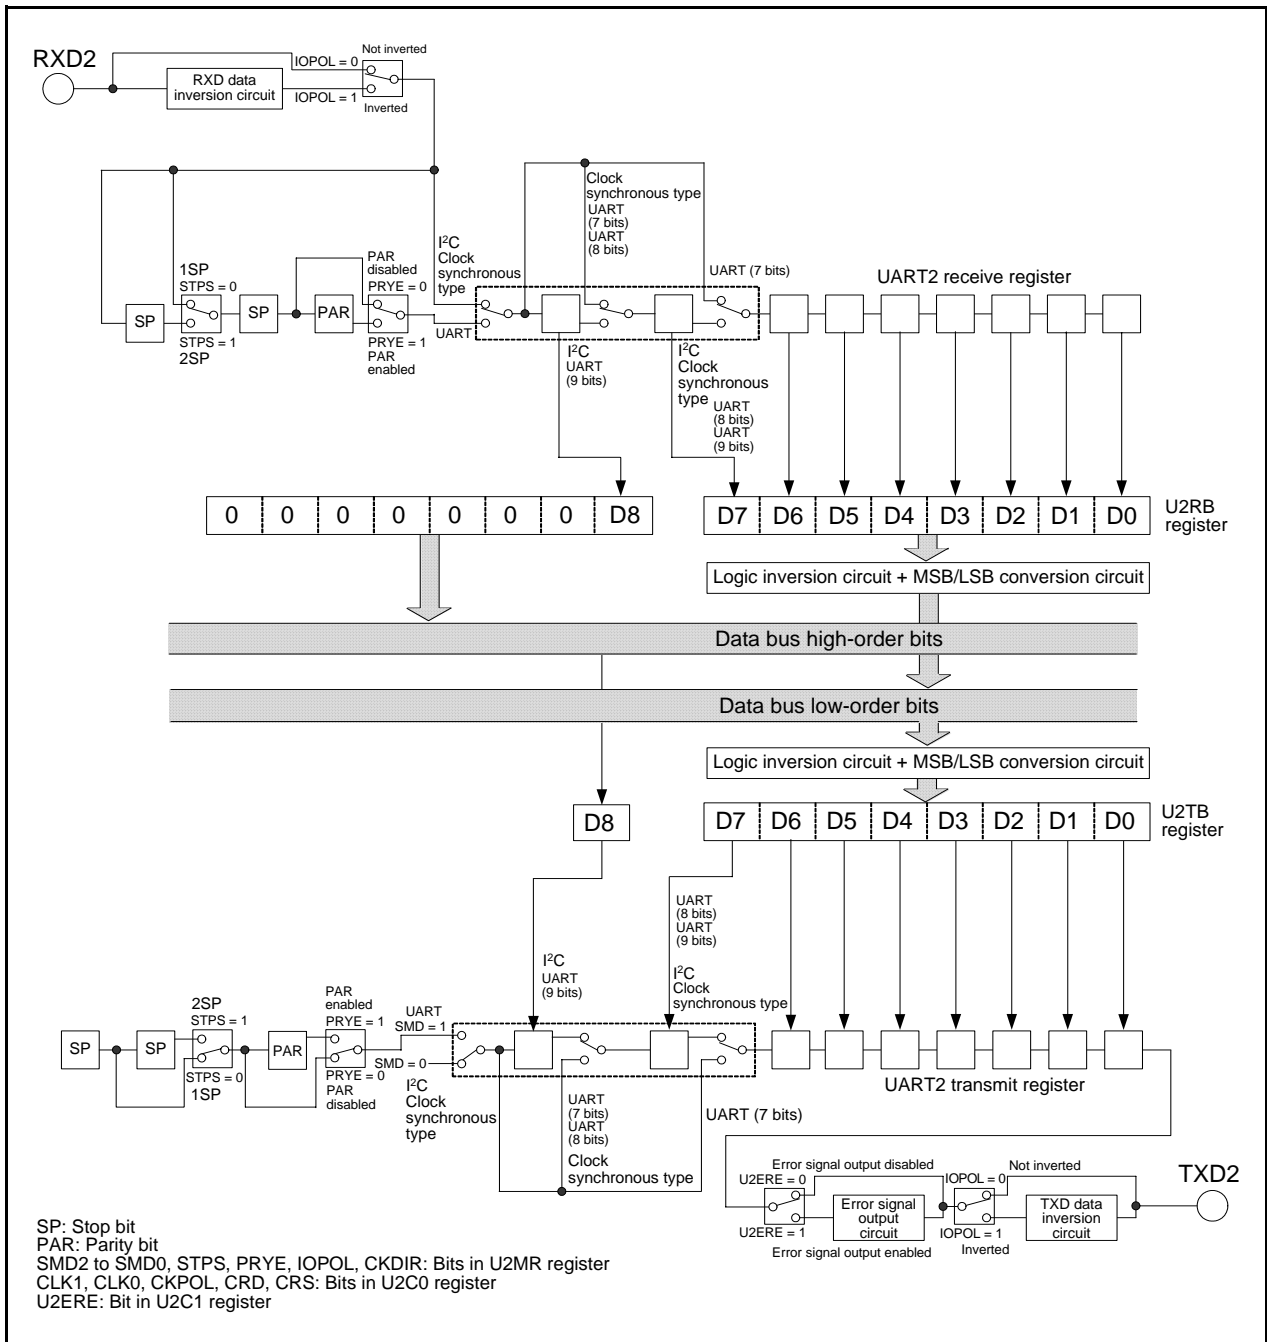 RXD2
IOPOL = 0
Not inverted
RXD data
inversion circuit
IOPOL = 1
Inverted
Clock
synchronous type
UART
(7 bits)
UART
(8 bits)
I²C
Clock
synchronous
type
PAR
disabled
PRYE = 0
1SP
STPS = 0
UART (7 bits)
UART2 receive register
SP
SP
PAR
STPS = 1
2SP
PRYE = 1
PAR
enabled
UART
I²C
UART
(9 bits)
I²C
Clock
synchronous
type
UART
(8 bits)
UART
(9 bits)
0 0 0 0 0 0 0 D8
D7 D6 D5 D4 D3 D2 D1 D0
U2RB
register
Logic inversion circuit + MSB/LSB conversion circuit
Data bus high-order bits
Data bus low-order bits
Logic inversion circuit + MSB/LSB conversion circuit
D8
D7 D6 D5 D4 D3 D2 D1 D0
U2TB
register
UART
(8 bits)
UART
(9 bits)
I²C
UART
(9 bits)
I²C
Clock
synchronous type
2SP
STPS = 1
PAR
enabled
PRYE = 1
UART
SMD = 1
SP
SP
PAR
SMD = 0
STPS = 0
1SP
PRYE = 0
PAR
disabled
I²C
Clock
synchronous
type
UART
(7 bits)
UART
(8 bits)
Clock
synchronous type
UART (7 bits)
UART2 transmit register
Error signal output disabled
U2ERE = 0
Error signal
output
circuit
U2ERE = 1
Error signal output enabled
IOPOL = 0
Not inverted
TXD data
inversion
circuit
IOPOL = 1
Inverted
TXD2
SP: Stop bit
PAR: Parity bit
SMD2 to SMD0, STPS, PRYE, IOPOL, CKDIR: Bits in U2MR register
CLK1, CLK0, CKPOL, CRD, CRS: Bits in U2C0 register
U2ERE: Bit in U2C1 register